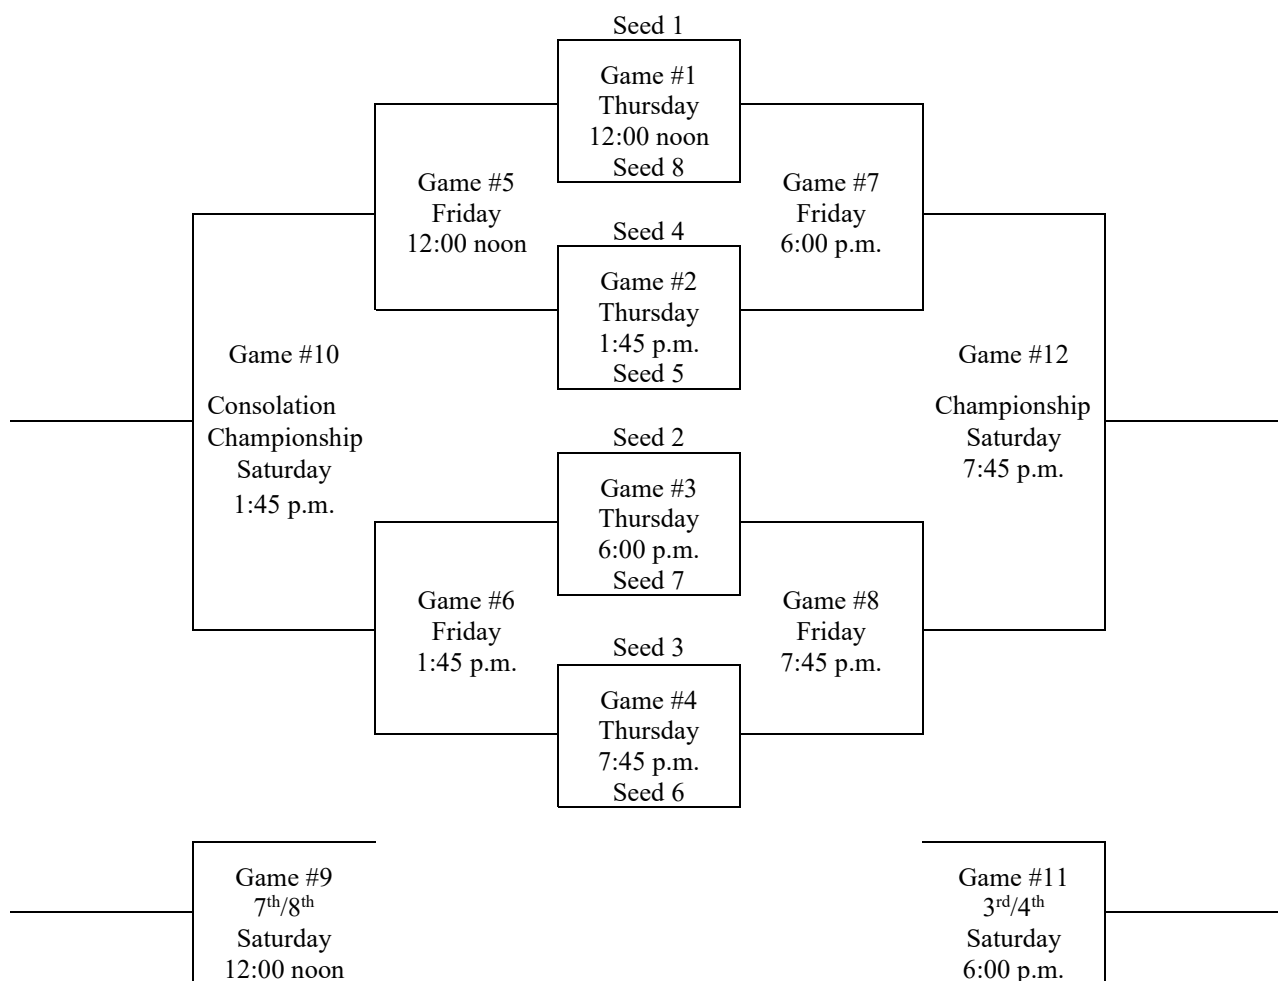 Seed 1
Game #1
Thursday
12:00 noon
Seed 8
Game #5
Friday
12:00 noon
Game #7
Friday
6:00 p.m.
Seed 4
Game #2
Thursday
1:45 p.m.
Seed 5
Game #10
Consolation
Championship
Saturday
1:45 p.m.
Game #12
Championship
Saturday
7:45 p.m.
Seed 2
Game #3
Thursday
6:00 p.m.
Seed 7
Game #6
Friday
1:45 p.m.
Game #8
Friday
7:45 p.m.
Seed 3
Game #4
Thursday
7:45 p.m.
Seed 6
Game #9
7th/8th
Saturday
12:00 noon
Game #11
3rd/4th
Saturday
6:00 p.m.